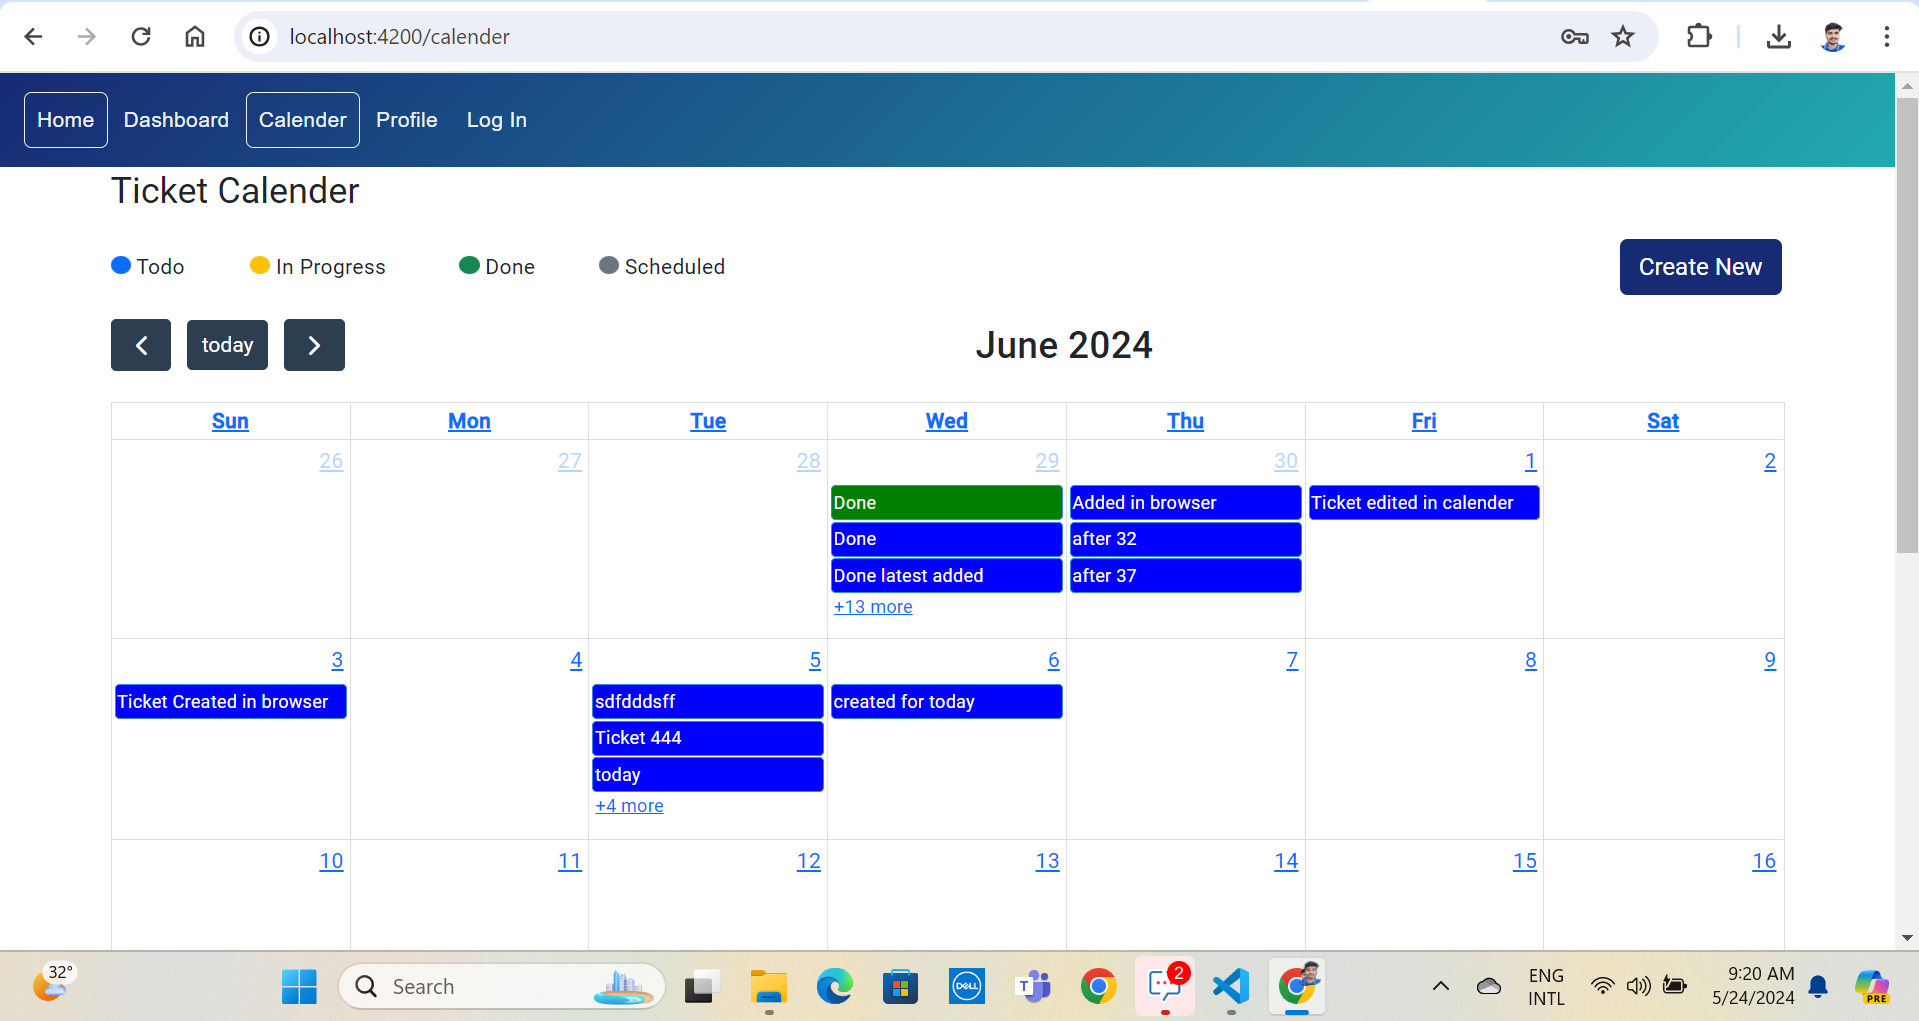 localhost:4200/calender
Home Dashboard Calender Profile Log In
Ticket Calender
Todo In Progress Done Scheduled
Create New
today
June 2024
Sun Mon Tue Wed Thu Fri Sat
26 27 28 29 30 1 2
Done Added in browser Ticket edited in calender
Done after 32
Done latest added after 37
+13 more
3 4 5 6 7 8 9
Ticket Created in browser sdfdddsff created for today
Ticket 444
today
+4 more
10 11 12 13 14 15 16
32°
Search
DELL
T
2
ENG
INTL
9:20 AM
5/24/2024
PRE